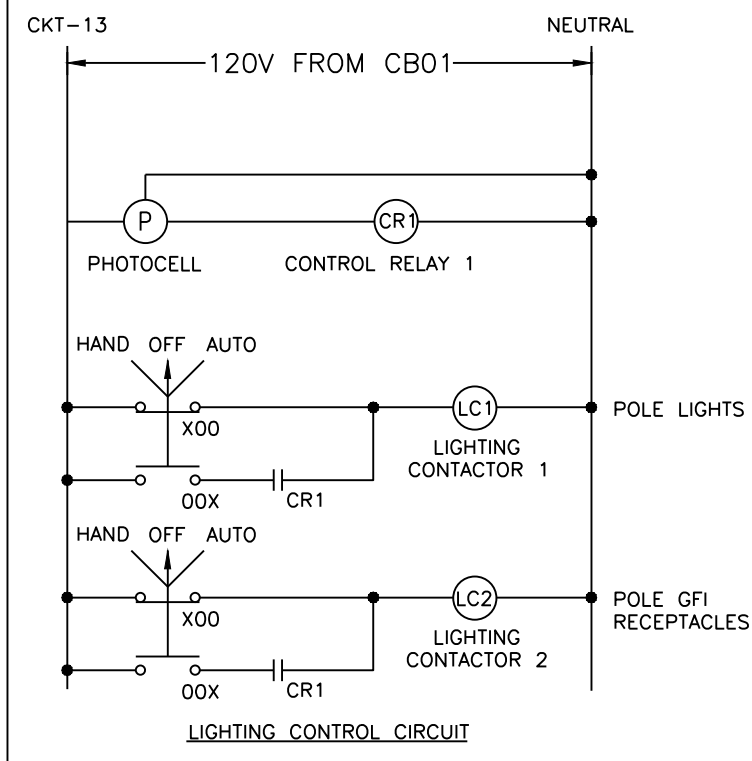 CKT-13
NEUTRAL
120V FROM CB01
P
CR1
PHOTOCELL
CONTROL RELAY 1
HAND OFF AUTO
LC1
POLE LIGHTS
X00
LIGHTING
CONTACTOR 1
00X
CR1
HAND OFF AUTO
LC2
POLE GFI
RECEPTACLES
X00
LIGHTING
CONTACTOR 2
00X
CR1
LIGHTING CONTROL CIRCUIT